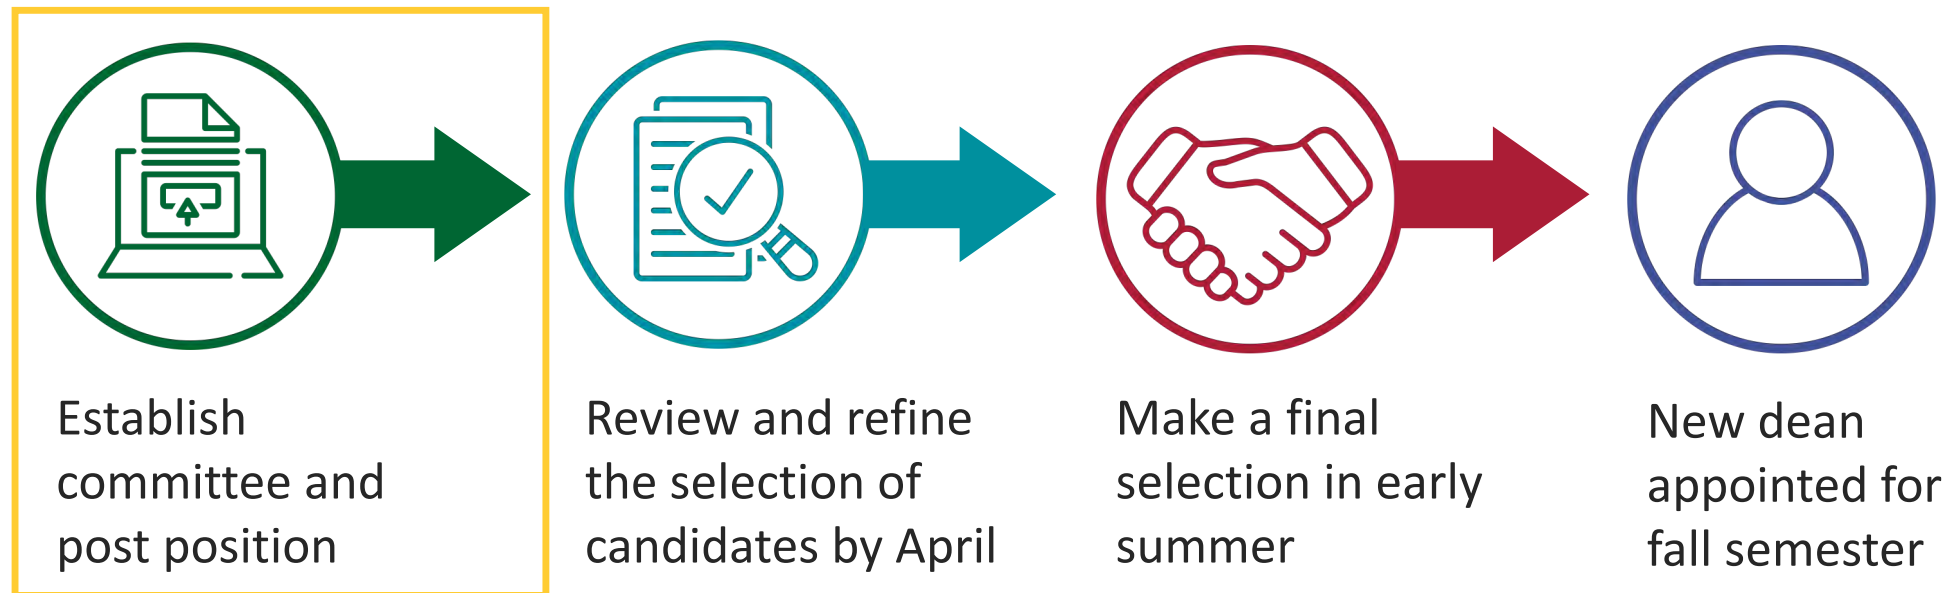 Establish
committee and
post position
Review and refine
the selection of
candidates by April
Make a final
selection in early
summer
New dean
appointed for
fall semester